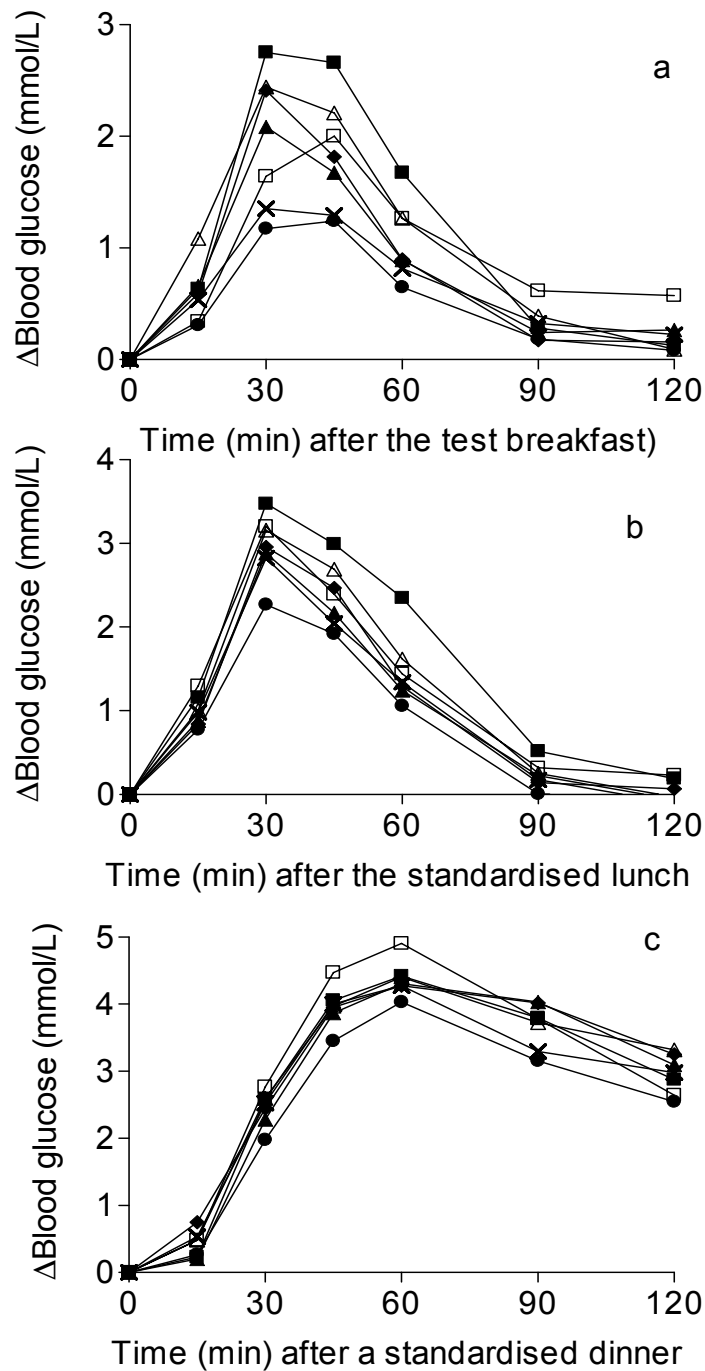 3
a
2
1
0
0 30 60 90 120
ΔBlood glucose (mmol/L)
Time (min) after the test breakfast)
4
b
3
2
1
0
0 30 60 90 120
ΔBlood glucose (mmol/L)
Time (min) after the standardised lunch
5
c
4
3
2
1
0
0 30 60 90 120
ΔBlood glucose (mmol/L)
Time (min) after a standardised dinner